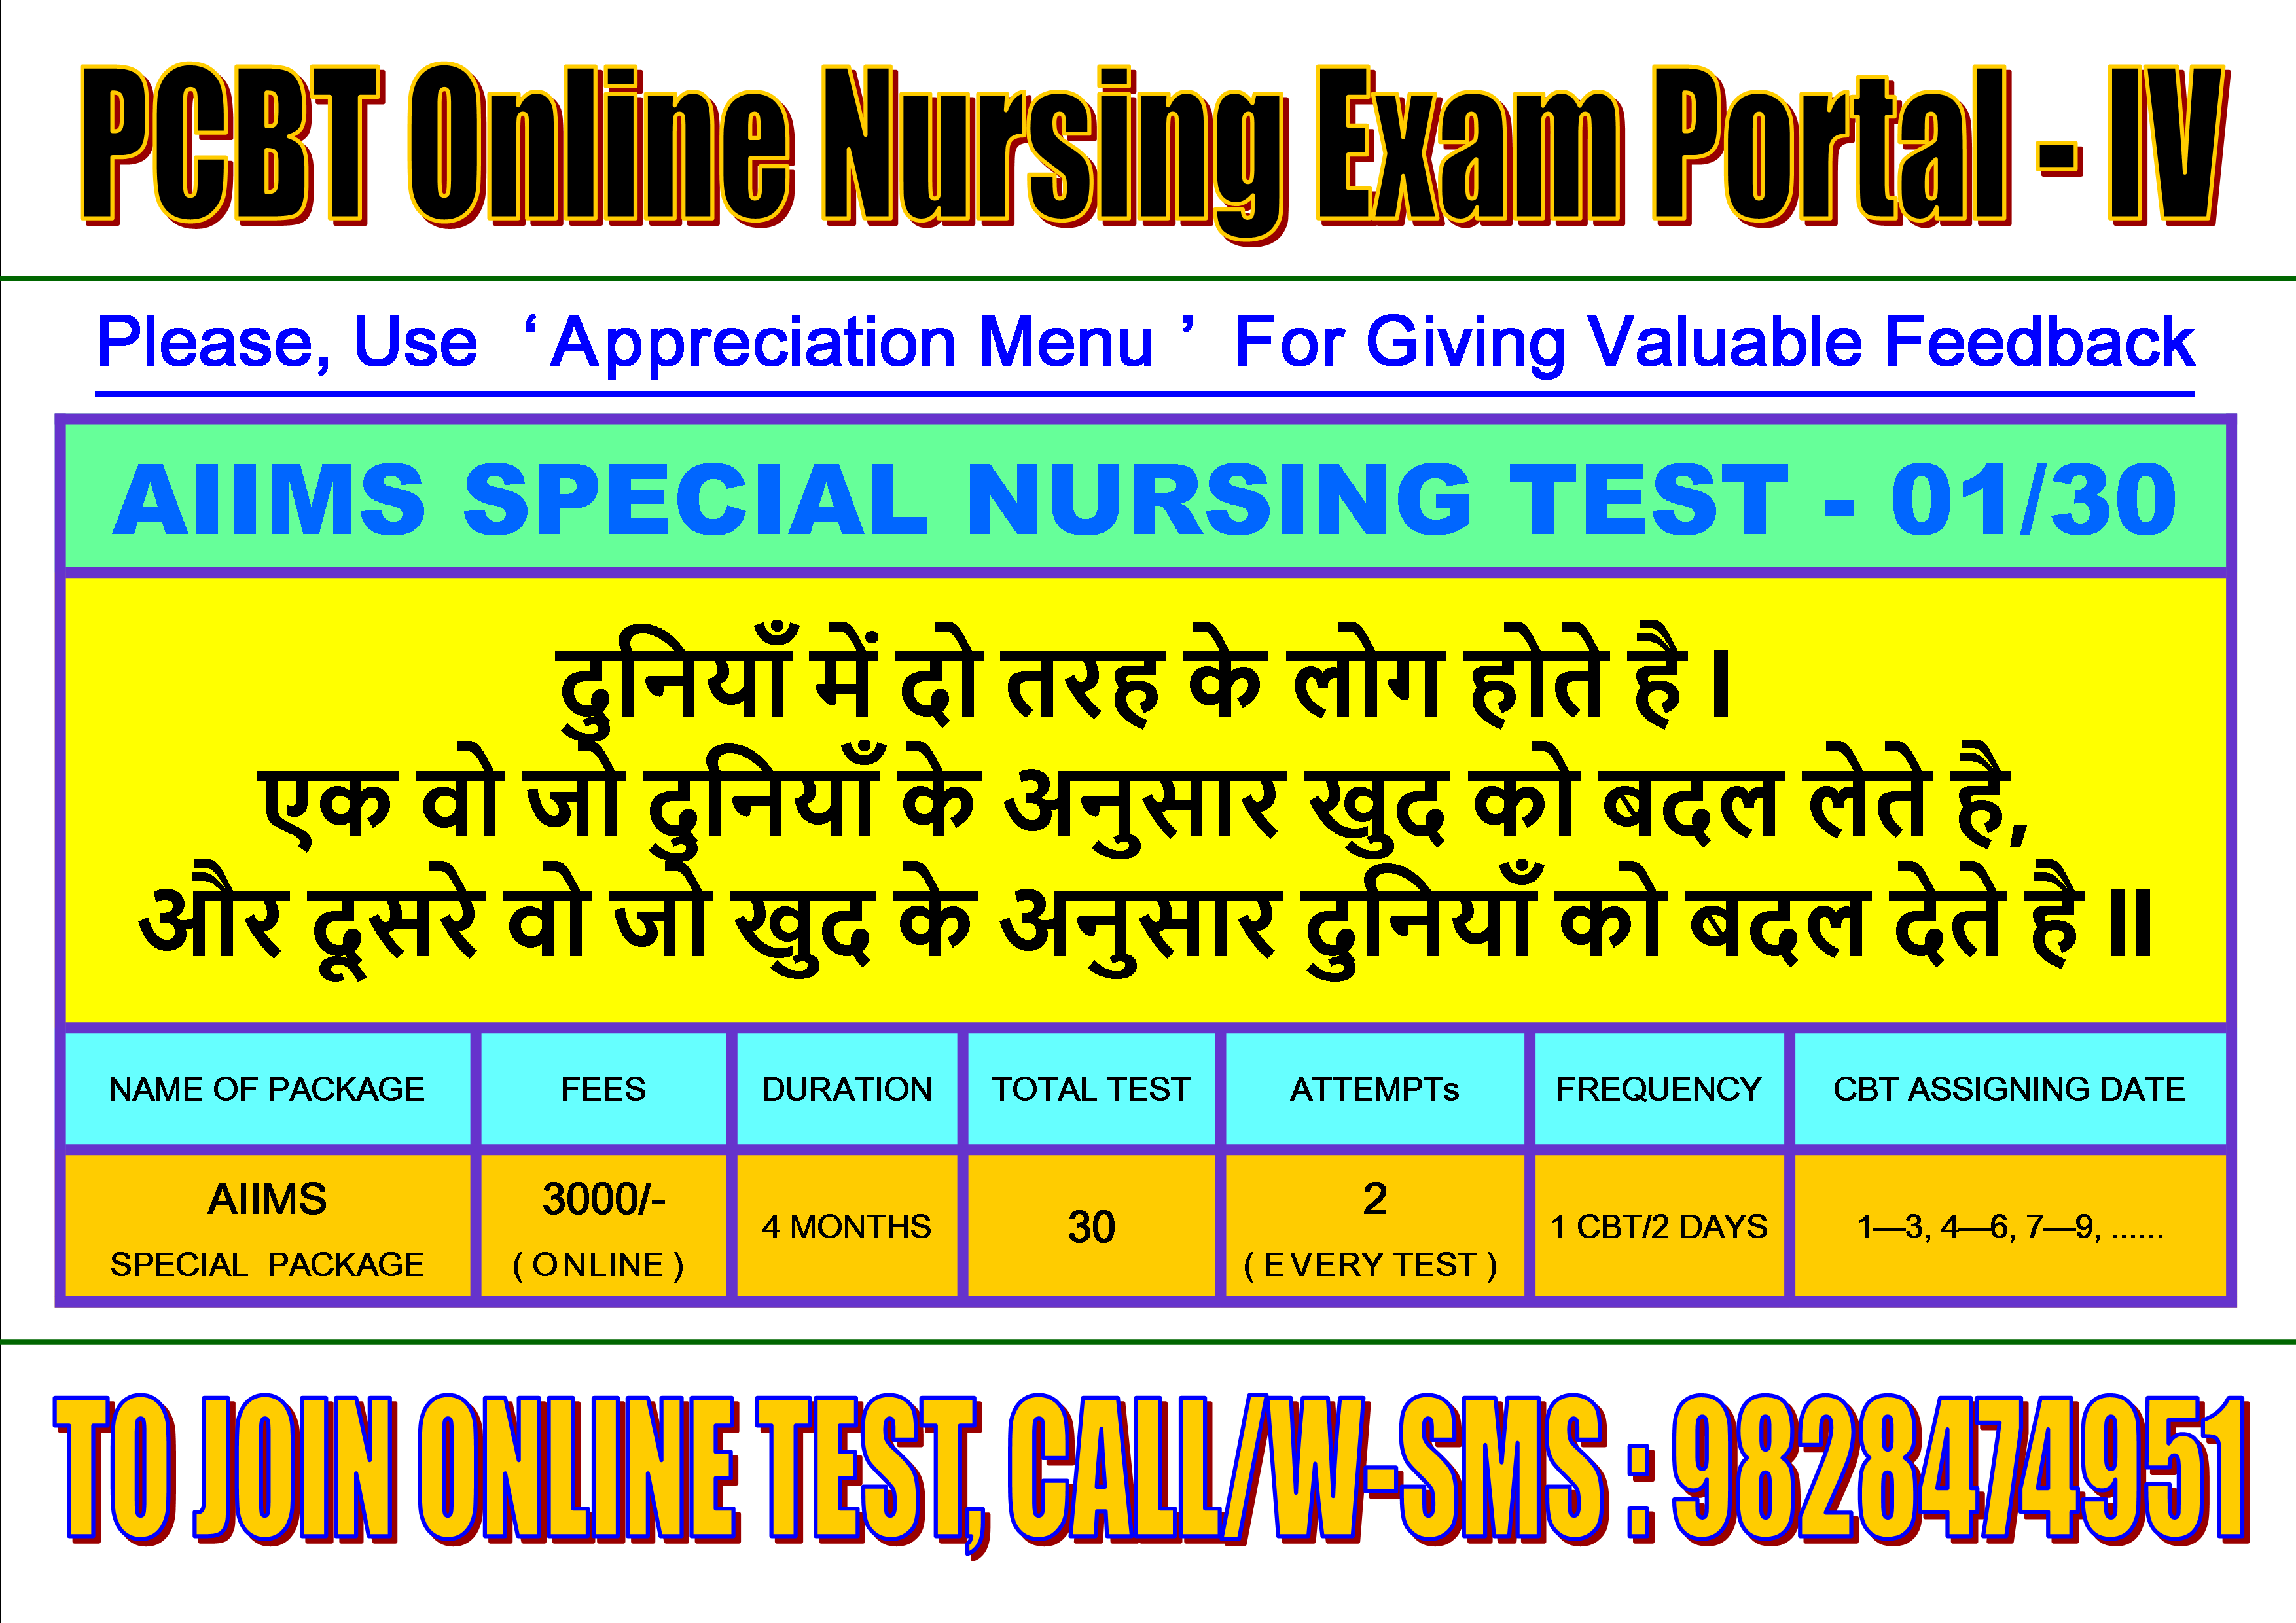 PCBT Online Nursing Exam Portal - IV
Please, Use ‘ Appreciation Menu ’ For Giving Valuable Feedback
AIIMS SPECIAL NURSING TEST - 01/30
दुनियाँ में दो तरह के लोग होते है ।
एक वो जो दुनियाँ के अनुसार खुद को बदल लेते है,
और दूसरे वो जो खुद के अनुसार दुनियाँ को बदल देते है ॥
NAME OF PACKAGE FEES DURATION TOTAL TEST ATTEMPTs FREQUENCY CBT ASSIGNING DATE
AIIMS 3000/- 2
4 MONTHS 30 1 CBT/2 DAYS 1—3, 4—6, 7—9, ......
SPECIAL PACKAGE ( ONLINE ) ( EVERY TEST )
TO JOIN ONLINE TEST, CALL/W-SMS : 9828474951